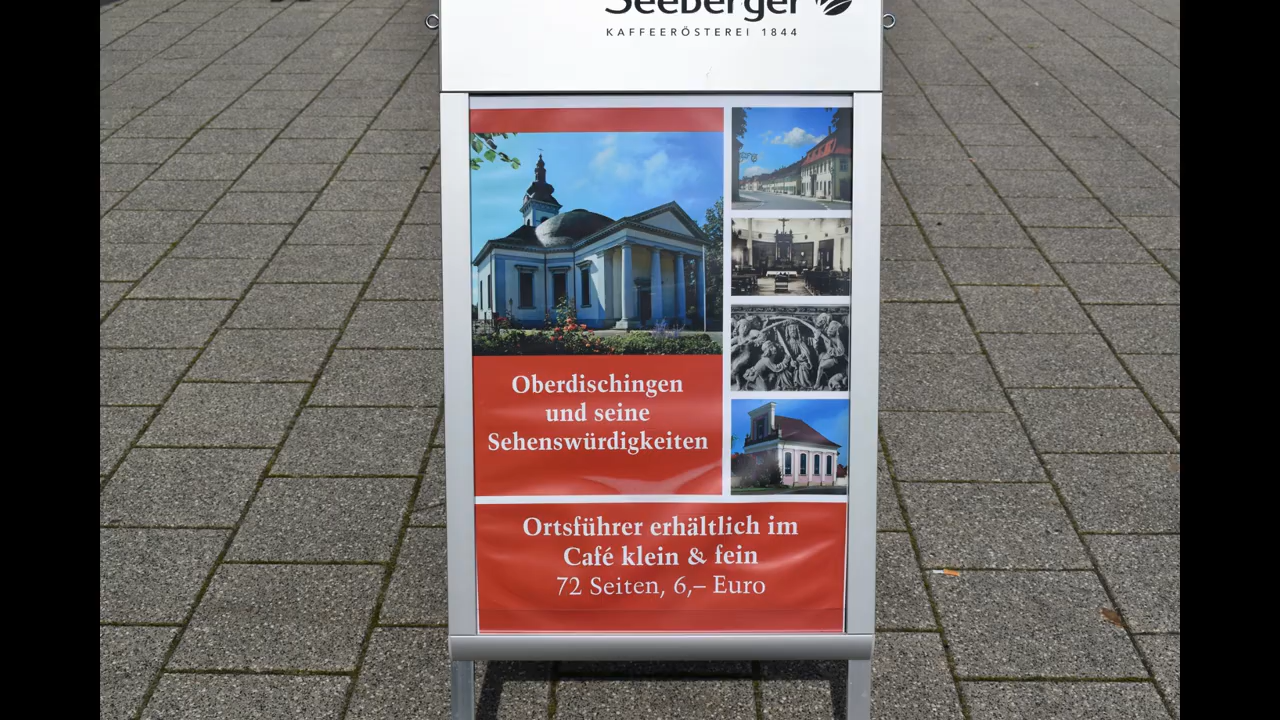 Seeberger
KAFFEERÖSTEREI 1844
Oberdischingen
und seine
Sehenswürdigkeiten
Ortsführer erhältlich im
Café klein & fein
72 Seiten, 6,– Euro